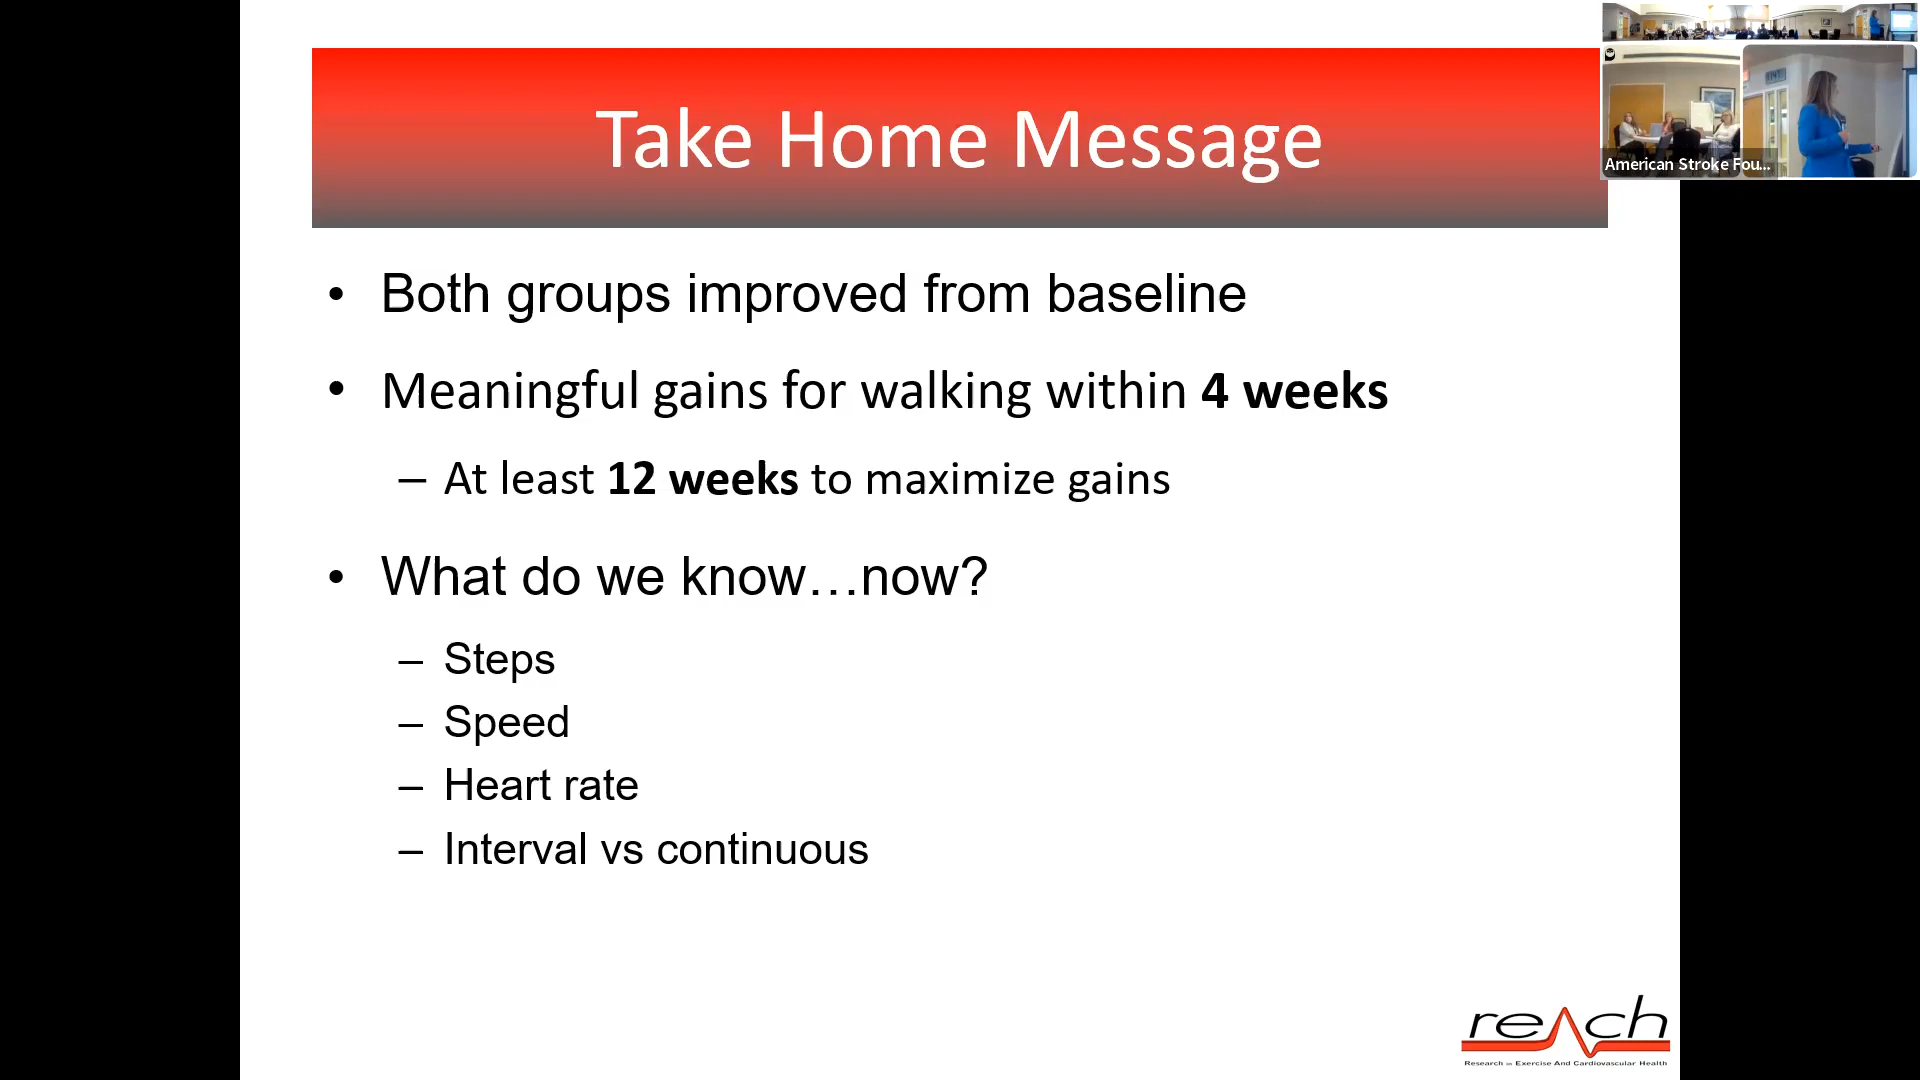 Take Home Message
American Stroke Fou...
• Both groups improved from baseline
• Meaningful gains for walking within 4 weeks
– At least 12 weeks to maximize gains
• What do we know…now?
– Steps
– Speed
– Heart rate
– Interval vs continuous
reach
Research in Exercise And Cardiovascular Health